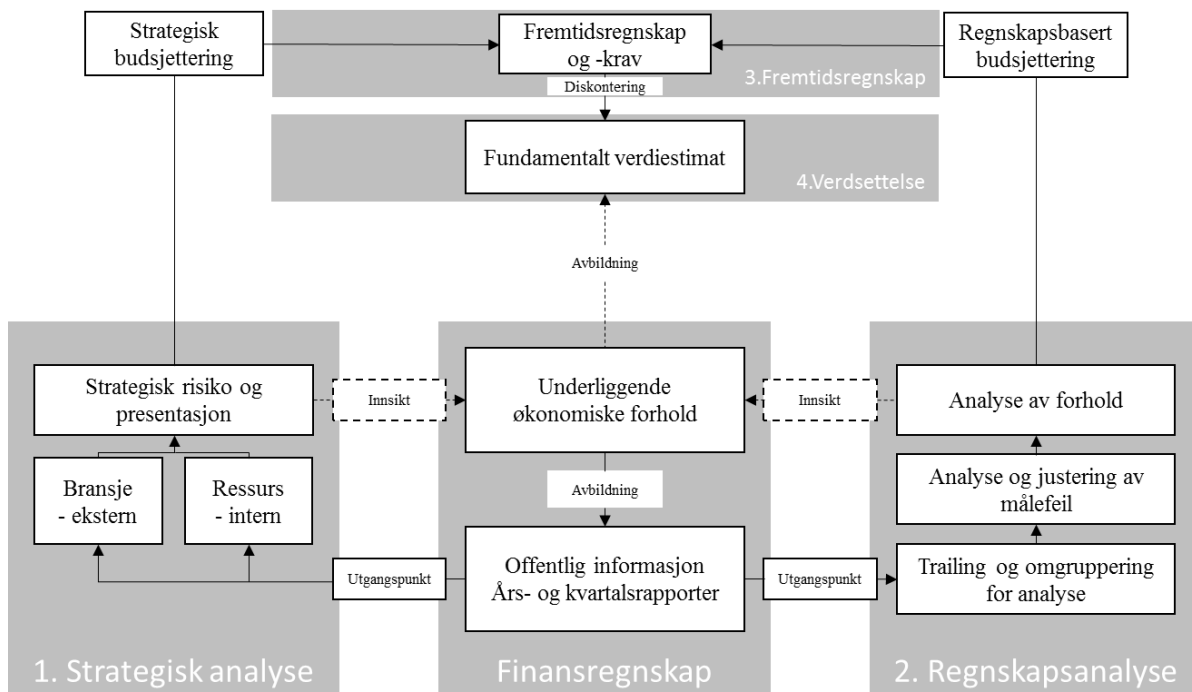 Strategisk
budsjettering
Fremtidsregnskap
og -krav
Regnskapsbasert
budsjettering
3.Fremtidsregnskap
Diskontering
Fundamentalt verdiestimat
4.Verdsettelse
Avbildning
Strategisk risiko og
presentasjon
Innsikt
Underliggende
økonomiske forhold
Innsikt
Analyse av forhold
Bransje
- ekstern
Ressurs
- intern
Avbildning
Analyse og justering av
målefeil
Utgangspunkt
Offentlig informasjon
Års- og kvartalsrapporter
Utgangspunkt
Trailing og omgruppering
for analyse
1. Strategisk analyse
Finansregnskap
2. Regnskapsanalyse